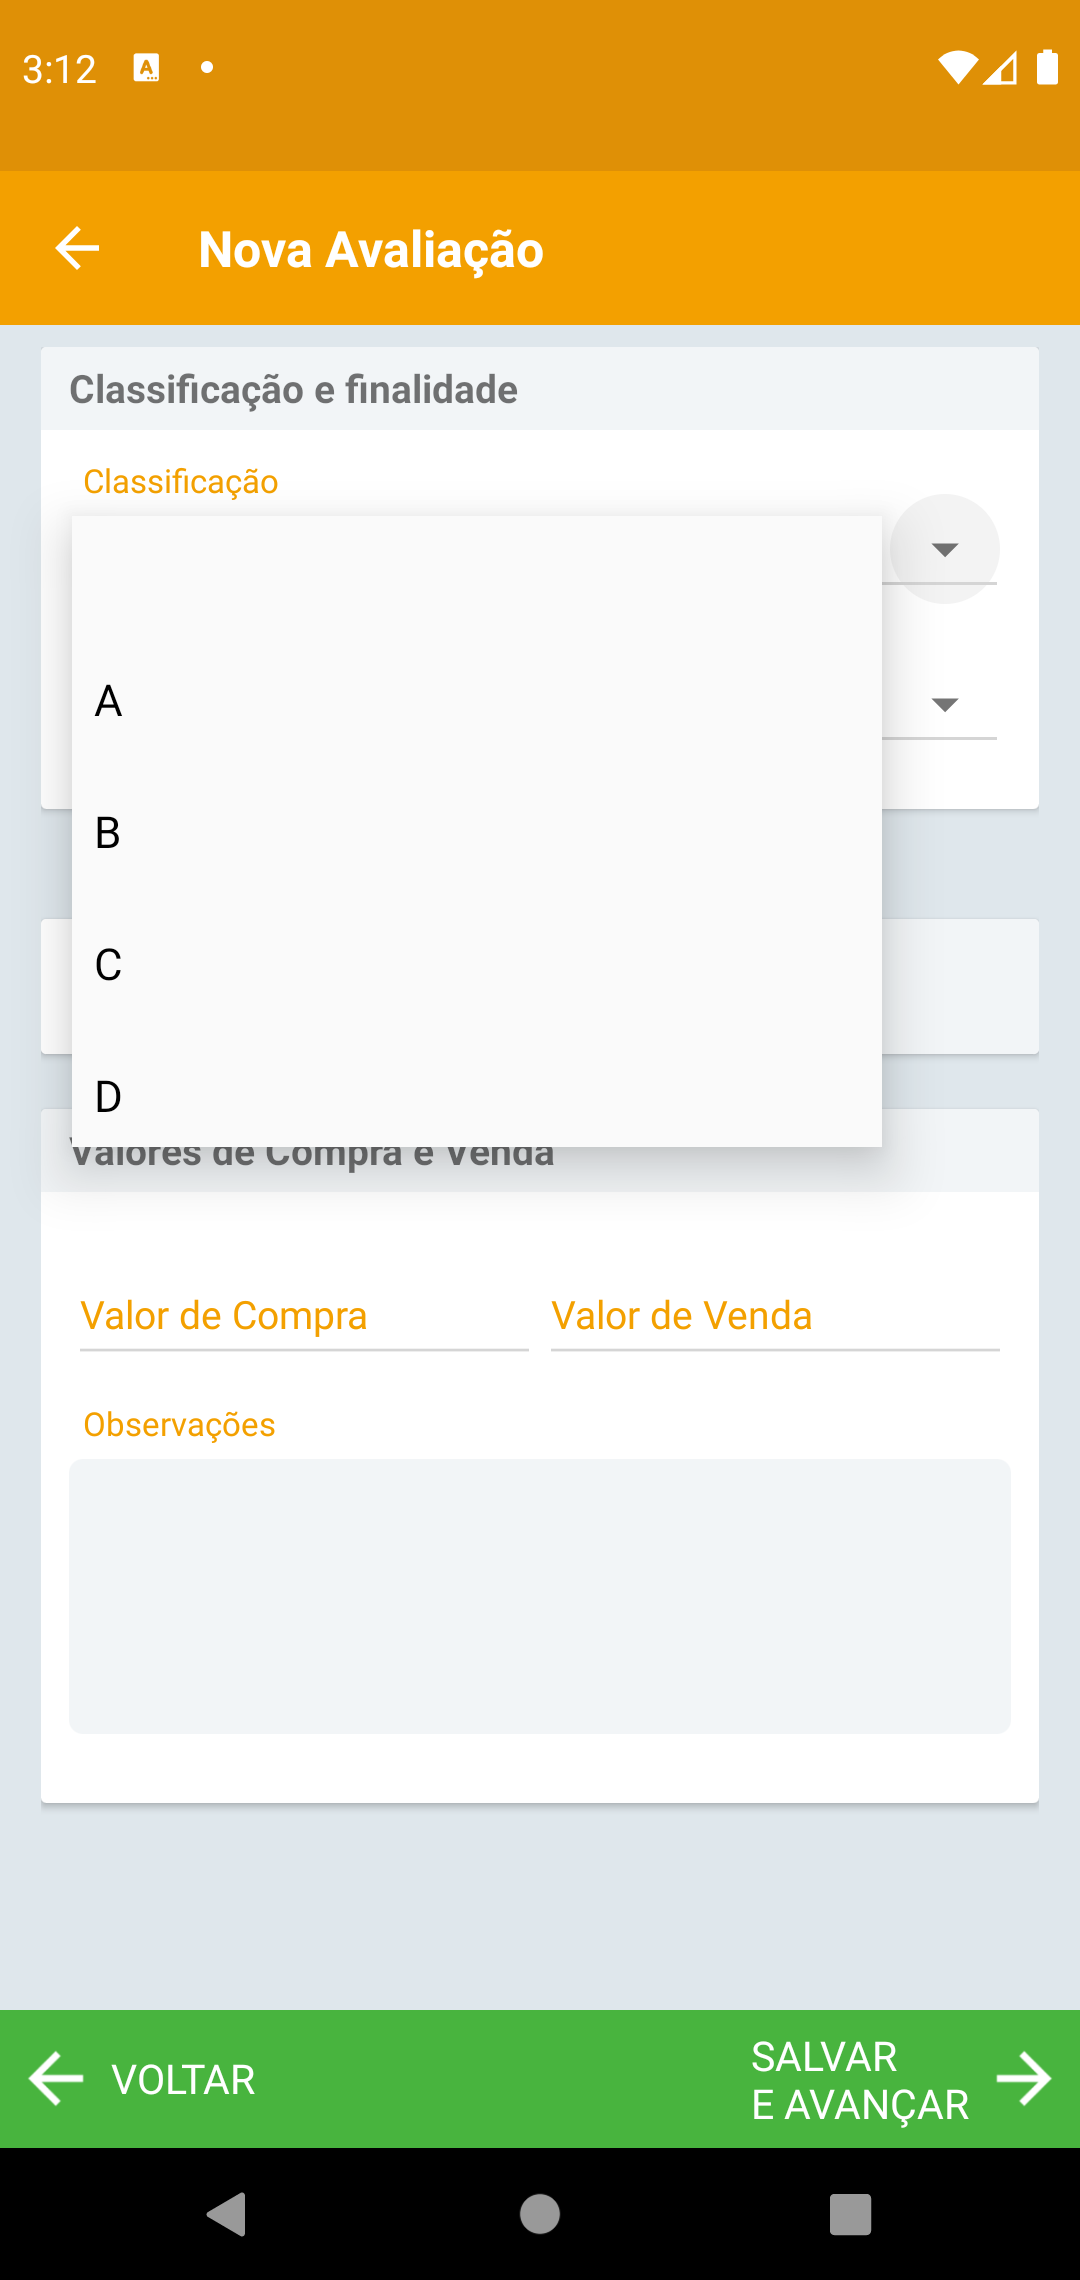 3:12
Nova Avaliação
Classificação e finalidade
Classificação
A
B
C
D
Valores de Compra e Venda
Valor de Compra Valor de Venda
Observações
VOLTAR
SALVAR
E AVANÇAR